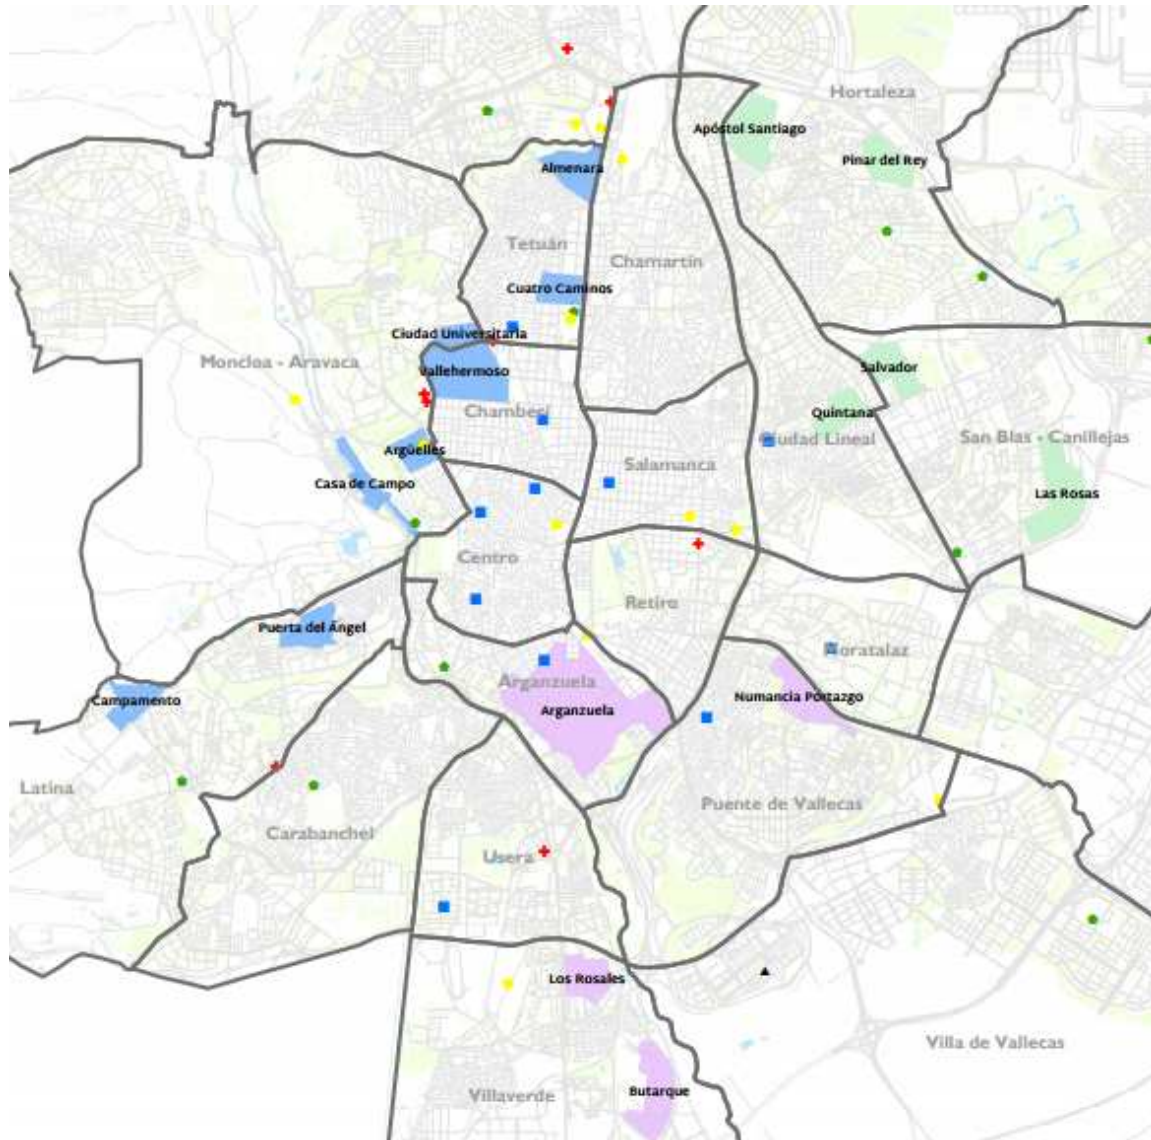 Hortaleza
Apóstol Santiago
Pinar del Rey
Almenara
Tetuán
Chamartín
Cuatro Caminos
Ciudad Universitaria
Moncloa - Aravaca
Vallehermoso
Salvador
Chamberí
Quintana
Ciudad Lineal
San Blas - Canillejas
Argüelles
Salamanca
Casa de Campo
Las Rosas
Centro
Retiro
Puerta del Ángel
Moratalaz
Arganzuela
Numancia Portazgo
Campamento
Arganzuela
Latina
Puente de Vallecas
Carabanchel
Usera
Los Rosales
Villa de Vallecas
Butarque
Villaverde